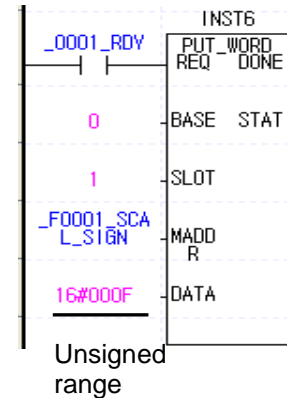 INST6
_0001_RDY
PUT_WORD
REQ DONE
0
BASE STAT
1
SLOT
_F0001_SCA
L_SIGN
MADD
R
16#000F
DATA
Unsigned
range